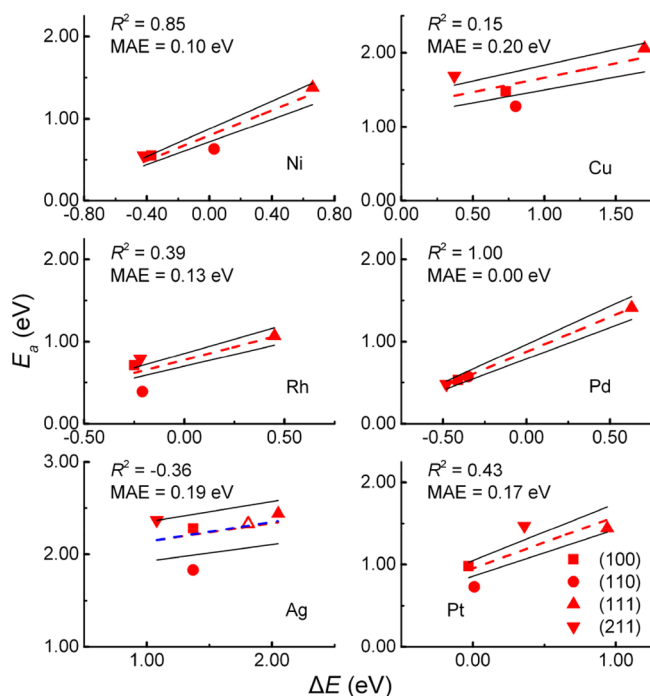 R² = 0.85
MAE = 0.10 eV
2.00
1.00
0.00
Ni
-0.80 -0.40 0.00 0.40 0.80
R² = 0.15
MAE = 0.20 eV
2.00
1.00
0.00
Cu
0.00 0.50 1.00 1.50
R² = 0.39
MAE = 0.13 eV
2.00
1.00
0.00
Rh
-0.50 0.00 0.50
R² = 1.00
MAE = 0.00 eV
2.00
1.00
0.00
Pd
-0.50 0.00 0.50
Eₐ (eV)
3.00
R² = -0.36
MAE = 0.19 eV
2.00
1.00
Ag
1.00 2.00
R² = 0.43
MAE = 0.17 eV
2.00
1.00
0.00
(100)
(110)
(111)
(211)
Pt
0.00 1.00
ΔE (eV)